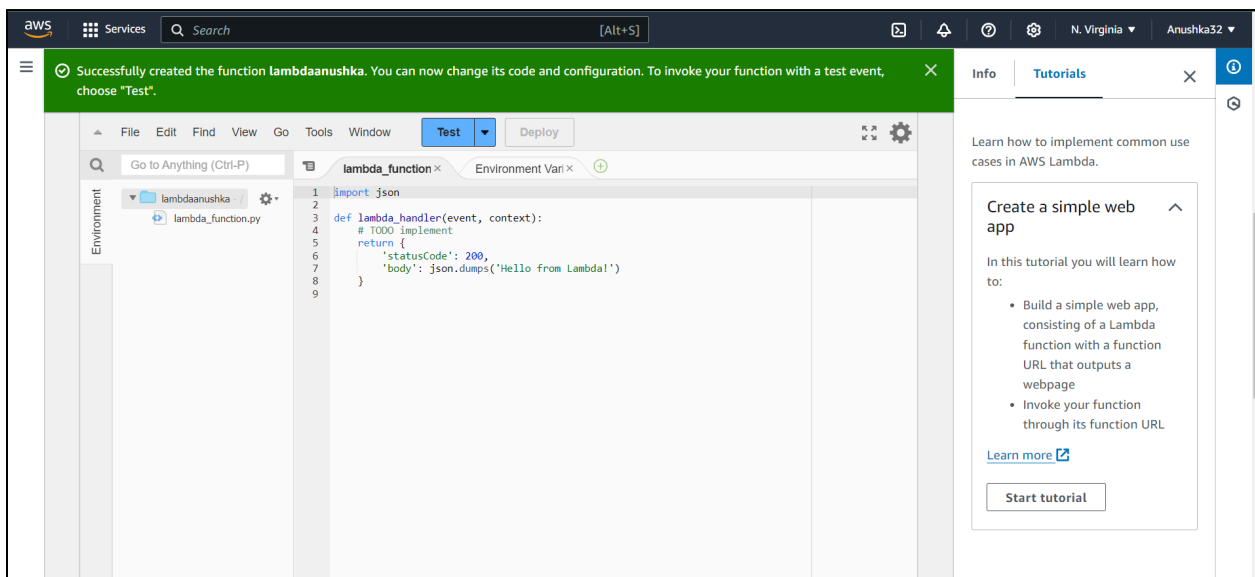 aws
Services
Search
[Alt+S]
N. Virginia ▼
Anushka32 ▼
Successfully created the function lambdaanushka. You can now change its code and configuration. To invoke your function with a test event,
choose "Test".
Info
Tutorials
File Edit Find View Go Tools Window
Test
Deploy
Go to Anything (Ctrl-P)
lambda_function
Environment Vari
Environment
lambdaanushka - /
lambda_function.py
1 import json
2
3 def lambda_handler(event, context):
4 # TODO implement
5 return {
6 'statusCode': 200,
7 'body': json.dumps('Hello from Lambda!')
8 }
9
Learn how to implement common use
cases in AWS Lambda.
Create a simple web
app
In this tutorial you will learn how
to:
• Build a simple web app,
consisting of a Lambda
function with a function
URL that outputs a
webpage
• Invoke your function
through its function URL
Learn more
Start tutorial